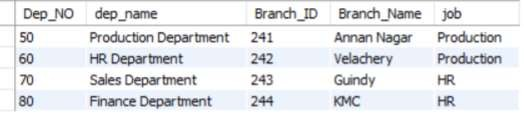 Dep_NO dep_name Branch_ID Branch_Name job
50 Production Department 241 Annan Nagar Production
60 HR Department 242 Velachery Production
70 Sales Department 243 Guindy HR
80 Finance Department 244 KMC HR